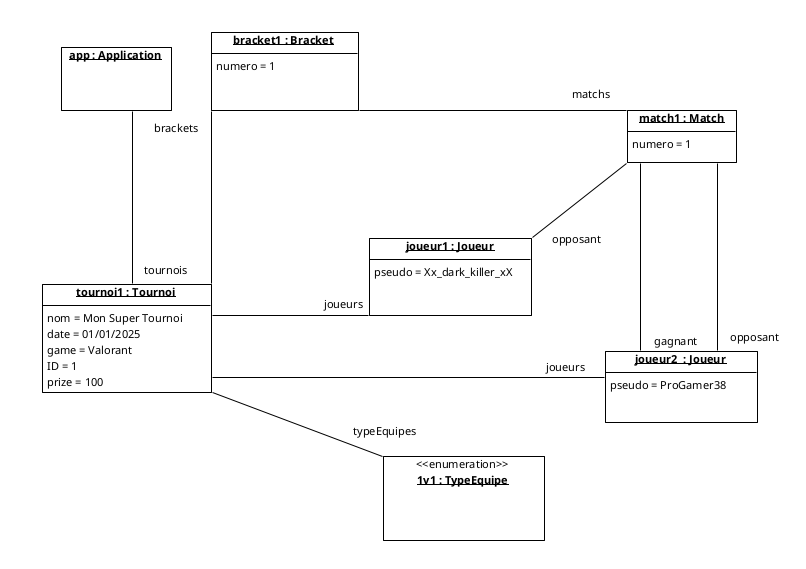 bracket1 : Bracket
numero = 1
app : Application
matchs
match1 : Match
numero = 1
brackets
opposant
joueur1 : Joueur
pseudo = Xx_dark_killer_xX
tournois
tournoi1 : Tournoi
nom = Mon Super Tournoi
date = 01/01/2025
game = Valorant
ID = 1
prize = 100
joueurs
gagnant
opposant
joueur2 : Joueur
pseudo = ProGamer38
joueurs
typeEquipes
<<enumeration>>
1v1 : TypeEquipe